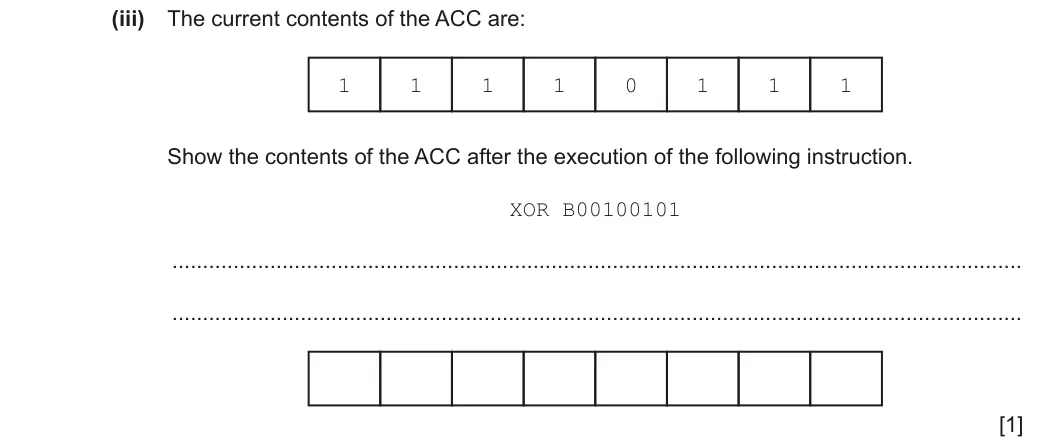 (iii) The current contents of the ACC are:
1 1 1 1 0 1 1 1
Show the contents of the ACC after the execution of the following instruction.
XOR B00100101
..........................................................................................................................................
..........................................................................................................................................
[1]